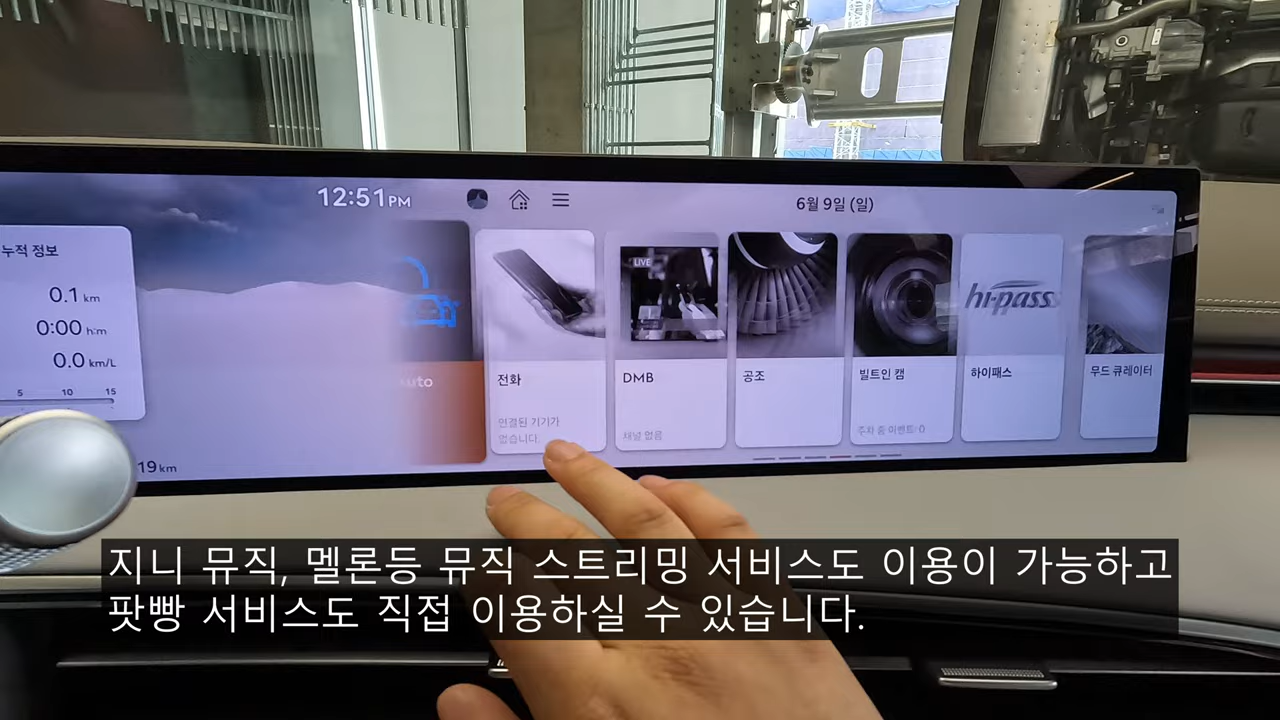 12:51PM
6월 9일 (일)
누적 정보
0.1 km
0:00 h:m
0.0 km/L
5 10 15
19km
uto
전화
연결된 기기가
없습니다.
LIVE
DMB
채널 없음
공조
빌트인 캠
주차 중 이벤트: 0
hi-pass
하이패스
무드 큐레이터
지니 뮤직, 멜론등 뮤직 스트리밍 서비스도 이용이 가능하고
팟빵 서비스도 직접 이용하실 수 있습니다.